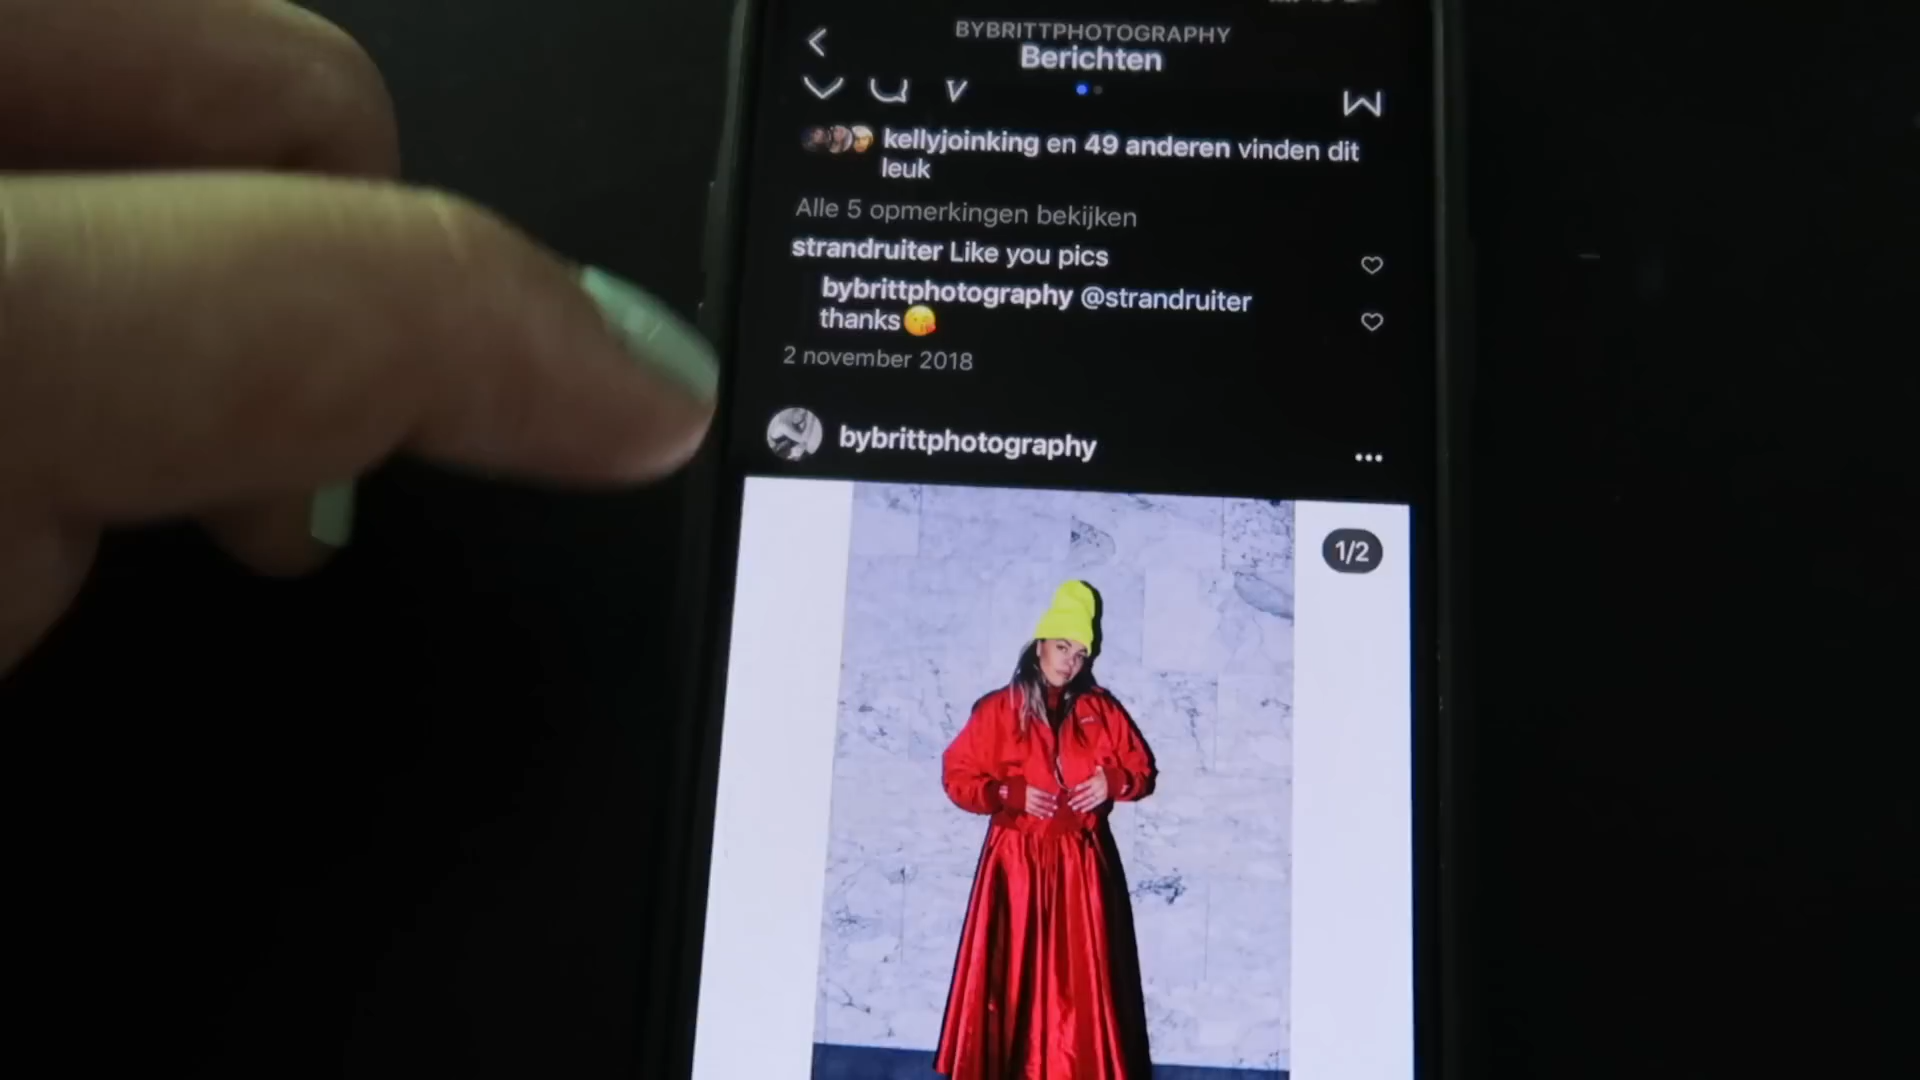 BYBRITTPHOTOGRAPHY
Berichten
kellyjoinking en 49 anderen vinden dit
leuk
Alle 5 opmerkingen bekijken
strandruiter Like you pics
bybrittphotography @strandruiter
thanks😘
2 november 2018
bybrittphotography
1/2